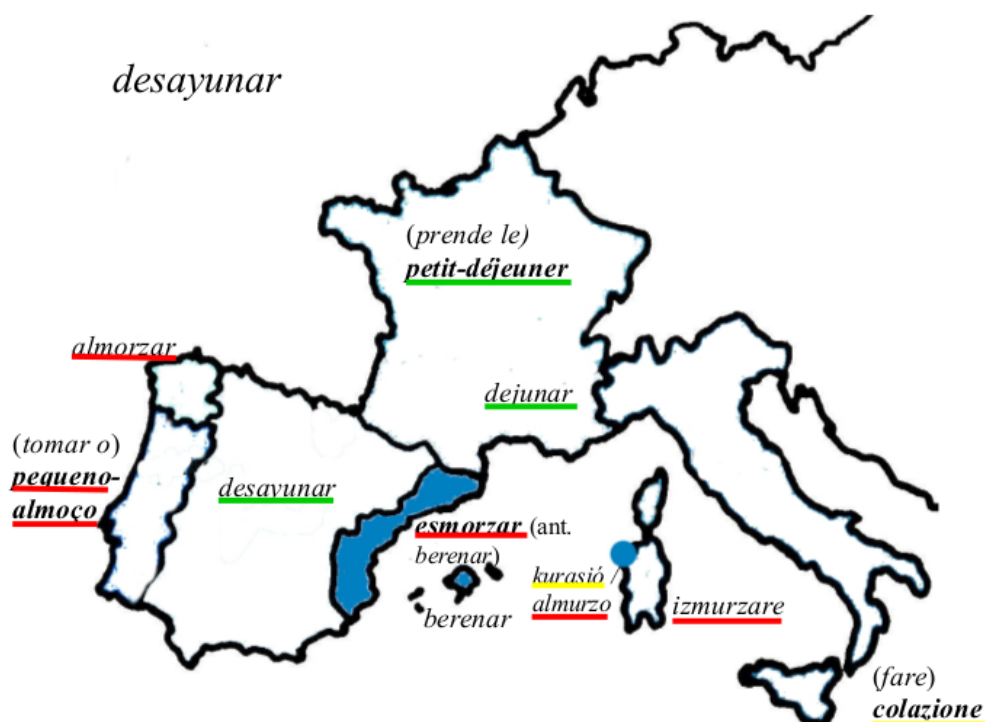 desayunar
(prende le)
petit-déjeuner
almorzar
dejunar
(tomar o)
pequeno-
almoço
desayunar
esmorzar (ant.
berenar)
berenar
kurasió /
almurzo
izmurzare
(fare)
colazione